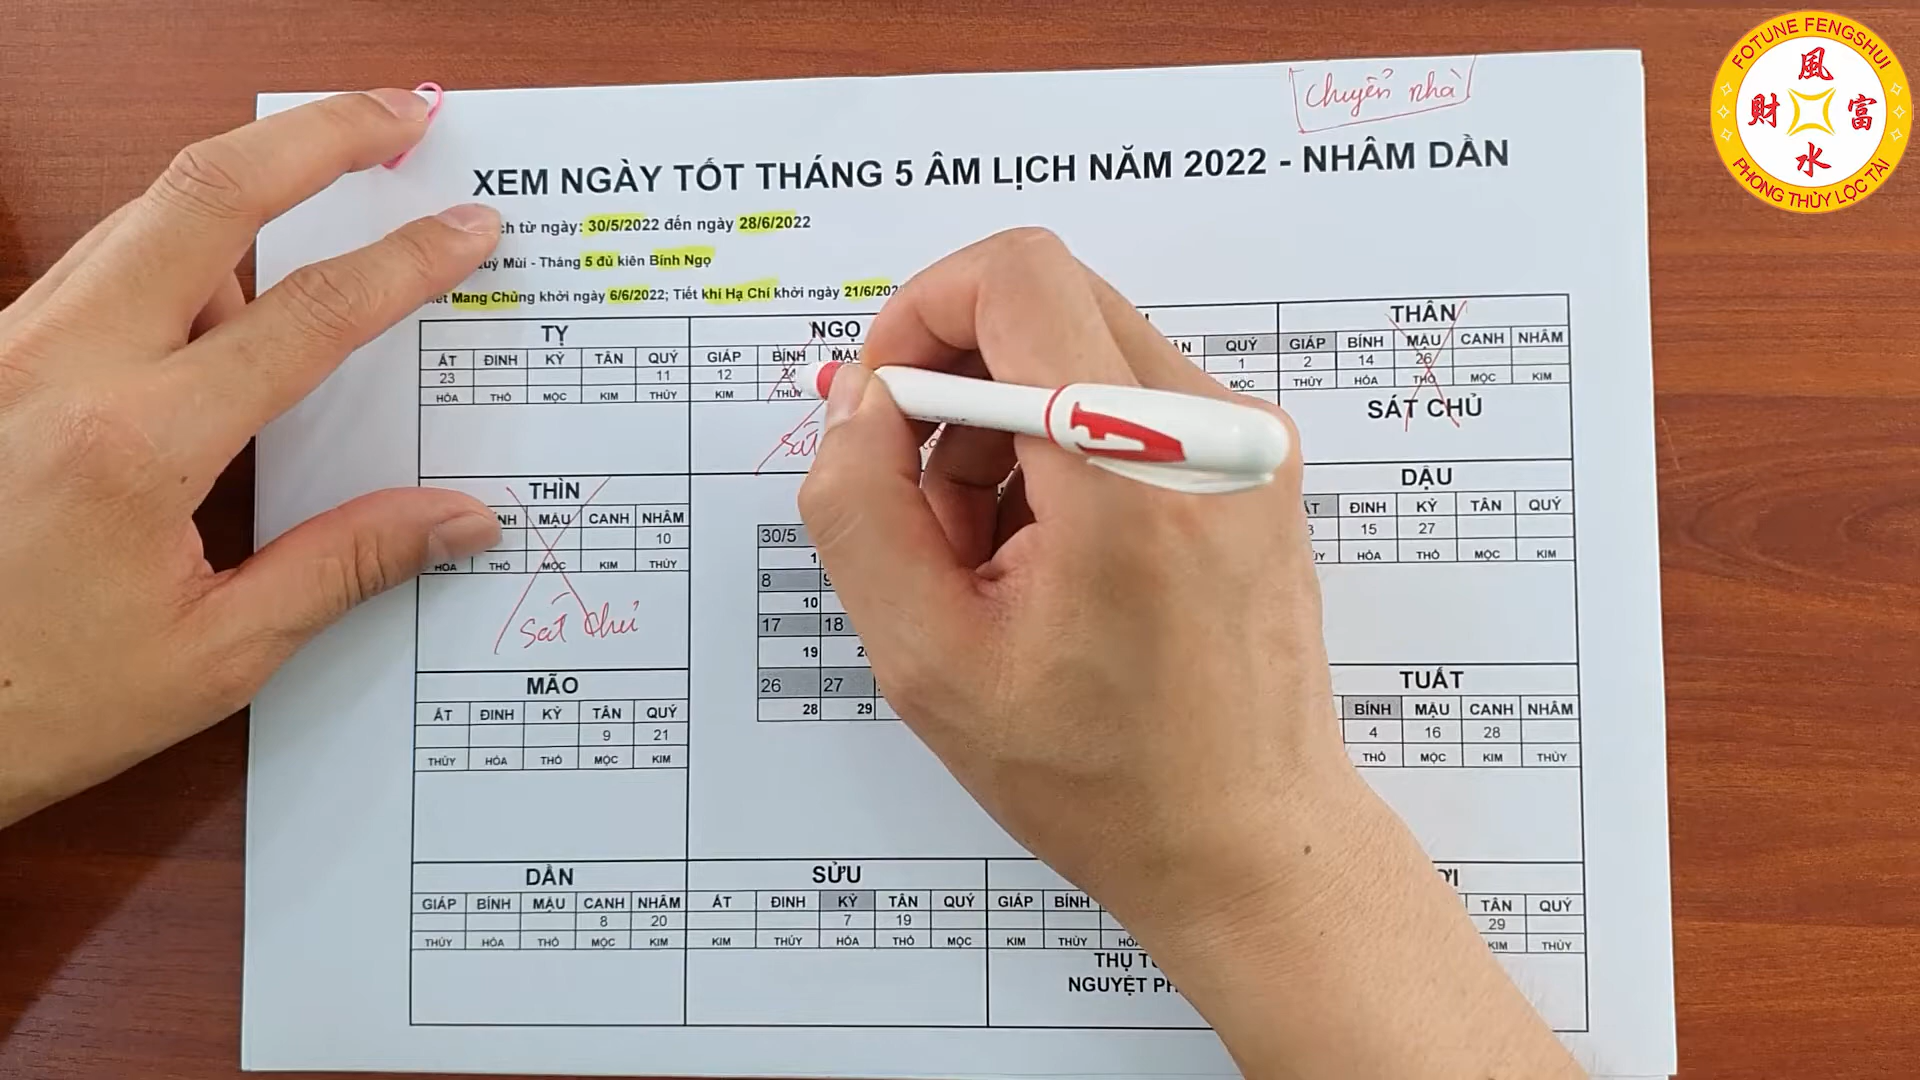 FOTUNE FENGSHUI
風
財 富
水
PHONG THỦY LỘC TÀI
Chuyển nhà
XEM NGÀY TỐT THÁNG 5 ÂM LỊCH NĂM 2022 - NHÂM DẦN
từ ngày: 30/5/2022 đến ngày 28/6/2022
Mùi - Tháng 5 đủ kiên Bính Ngọ
Mang Chủng khởi ngày 6/6/2022; Tiết khí Hạ Chí khởi ngày 21/6/202
TỴ
ẤT ĐINH KỶ TÂN QUÝ
23 11
HỎA THỔ MỘC KIM THỦY
NGỌ
GIÁP BÍNH MẬU
12 24
KIM THỦY
Sát
QUÝ
1
MỘC
THÂN
GIÁP BÍNH MẬU CANH NHÂM
2 14 26
THỦY HỎA THỔ MỘC KIM
SÁT CHỦ
THÌN
MẬU CANH NHÂM
10
HỎA THỔ MỘC KIM THỦY
Sát Chủ
30/5
1
8 9
10
17 18
19
26 27
28 29
DẬU
ĐINH KỶ TÂN QUÝ
15 27
HỎA THỔ MỘC KIM
MÃO
ẤT ĐINH KỶ TÂN QUÝ
9 21
THỦY HỎA THỔ MỘC KIM
TUẤT
BÍNH MẬU CANH NHÂM
4 16 28
THỔ MỘC KIM THỦY
DẦN
GIÁP BÍNH MẬU CANH NHÂM
8 20
THỦY HỎA THỔ MỘC KIM
SỬU
ẤT ĐINH KỶ TÂN QUÝ
7 19
KIM THỦY HỎA THỔ MỘC
GIÁP BÍNH
KIM THỦY
THỤ
NGUYỆT
TÂN QUÝ
29
KIM THỦY